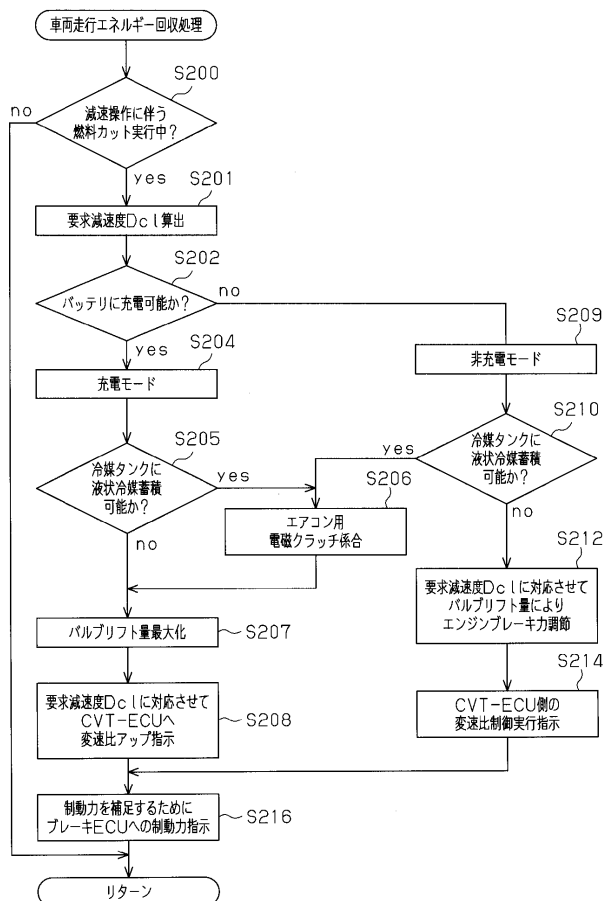 車両走行エネルギー回収処理
S200
no
減速操作に伴う
燃料カット実行中？
yes
S201
要求減速度Dcl算出
S202
バッテリに充電可能か？
no
yes
S204
充電モード
S209
非充電モード
S205
冷媒タンクに
液状冷媒蓄積
可能か？
yes
no
S210
冷媒タンクに
液状冷媒蓄積
可能か？
yes
no
S206
エアコン用
電磁クラッチ係合
S212
要求減速度Dclに対応させて
バルブリフト量により
エンジンブレーキ力調節
バルブリフト量最大化
S207
S214
CVT−ECU側の
変速比制御実行指示
要求減速度Dclに対応させて
CVT−ECUへ
変速比アップ指示
S208
制動力を補足するために
ブレーキECUへの制動力指示
S216
リターン